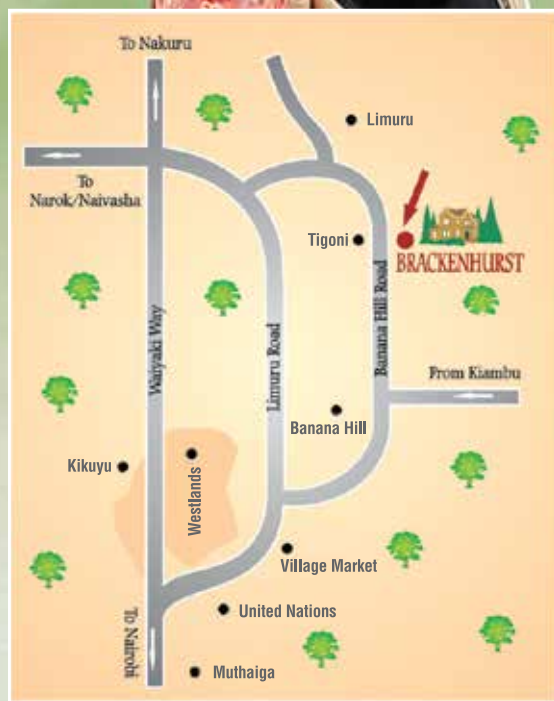 To Nakuru
Limuru
To
Narok/Naivasha
Tigoni
BRACKENHURST
Waiyaki Way
Limuru Road
Banana Hill Road
From Kiambu
Banana Hill
Kikuyu
Westlands
Village Market
United Nations
To Nairobi
Muthaiga